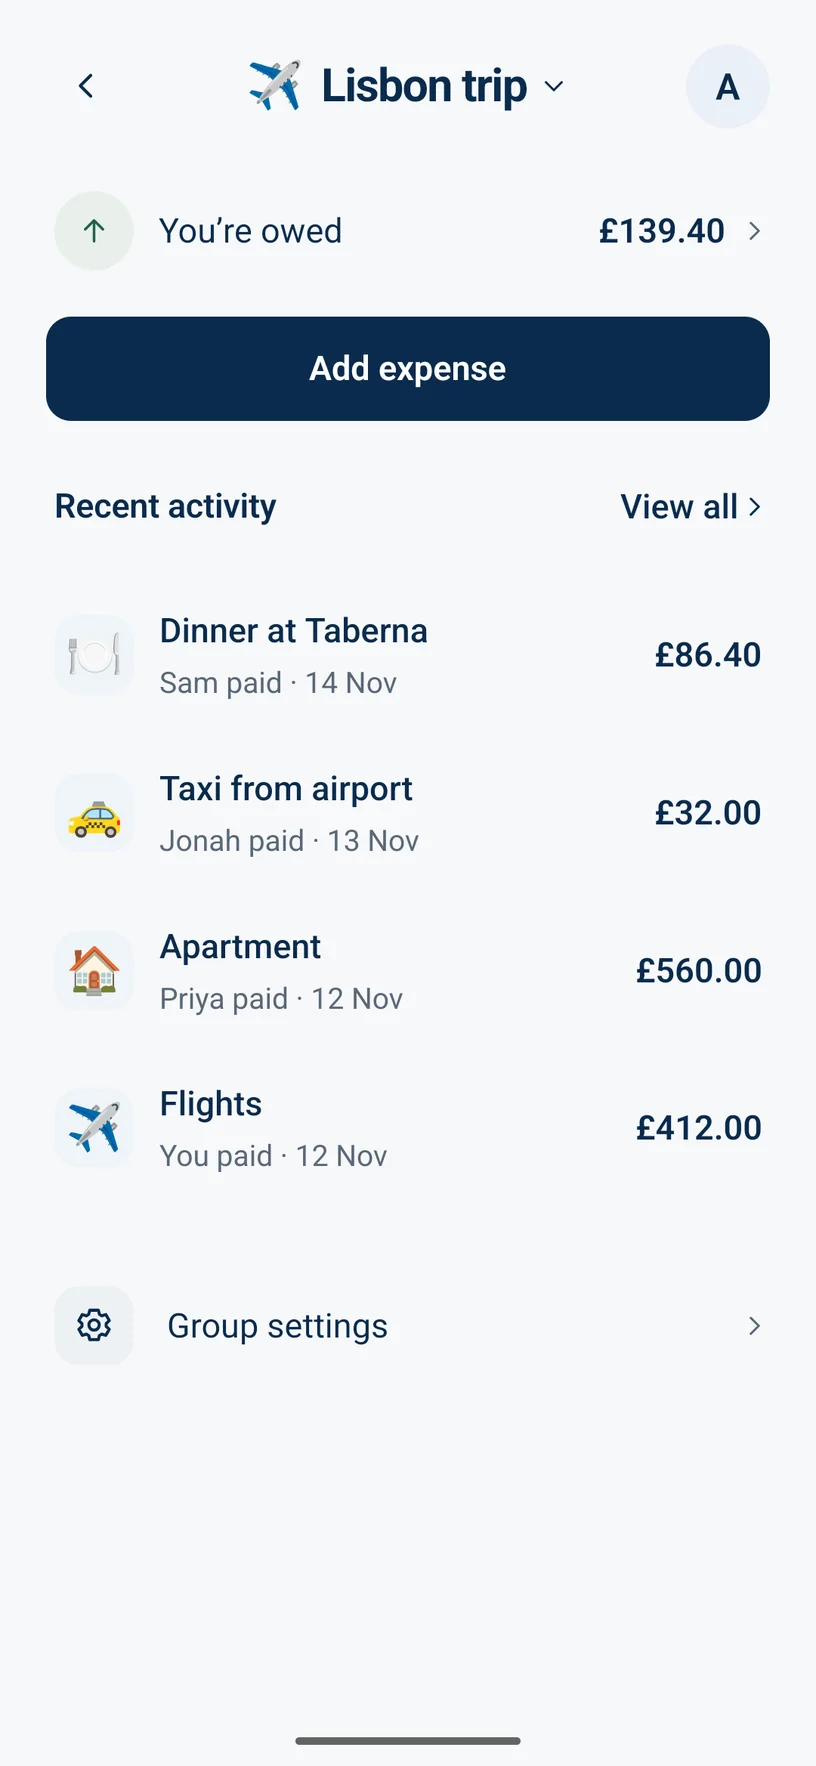 Lisbon trip
A
You’re owed
£139.40
Add expense
Recent activity
View all
Dinner at Taberna
Sam paid · 14 Nov
£86.40
Taxi from airport
Jonah paid · 13 Nov
£32.00
Apartment
Priya paid · 12 Nov
£560.00
Flights
You paid · 12 Nov
£412.00
Group settings